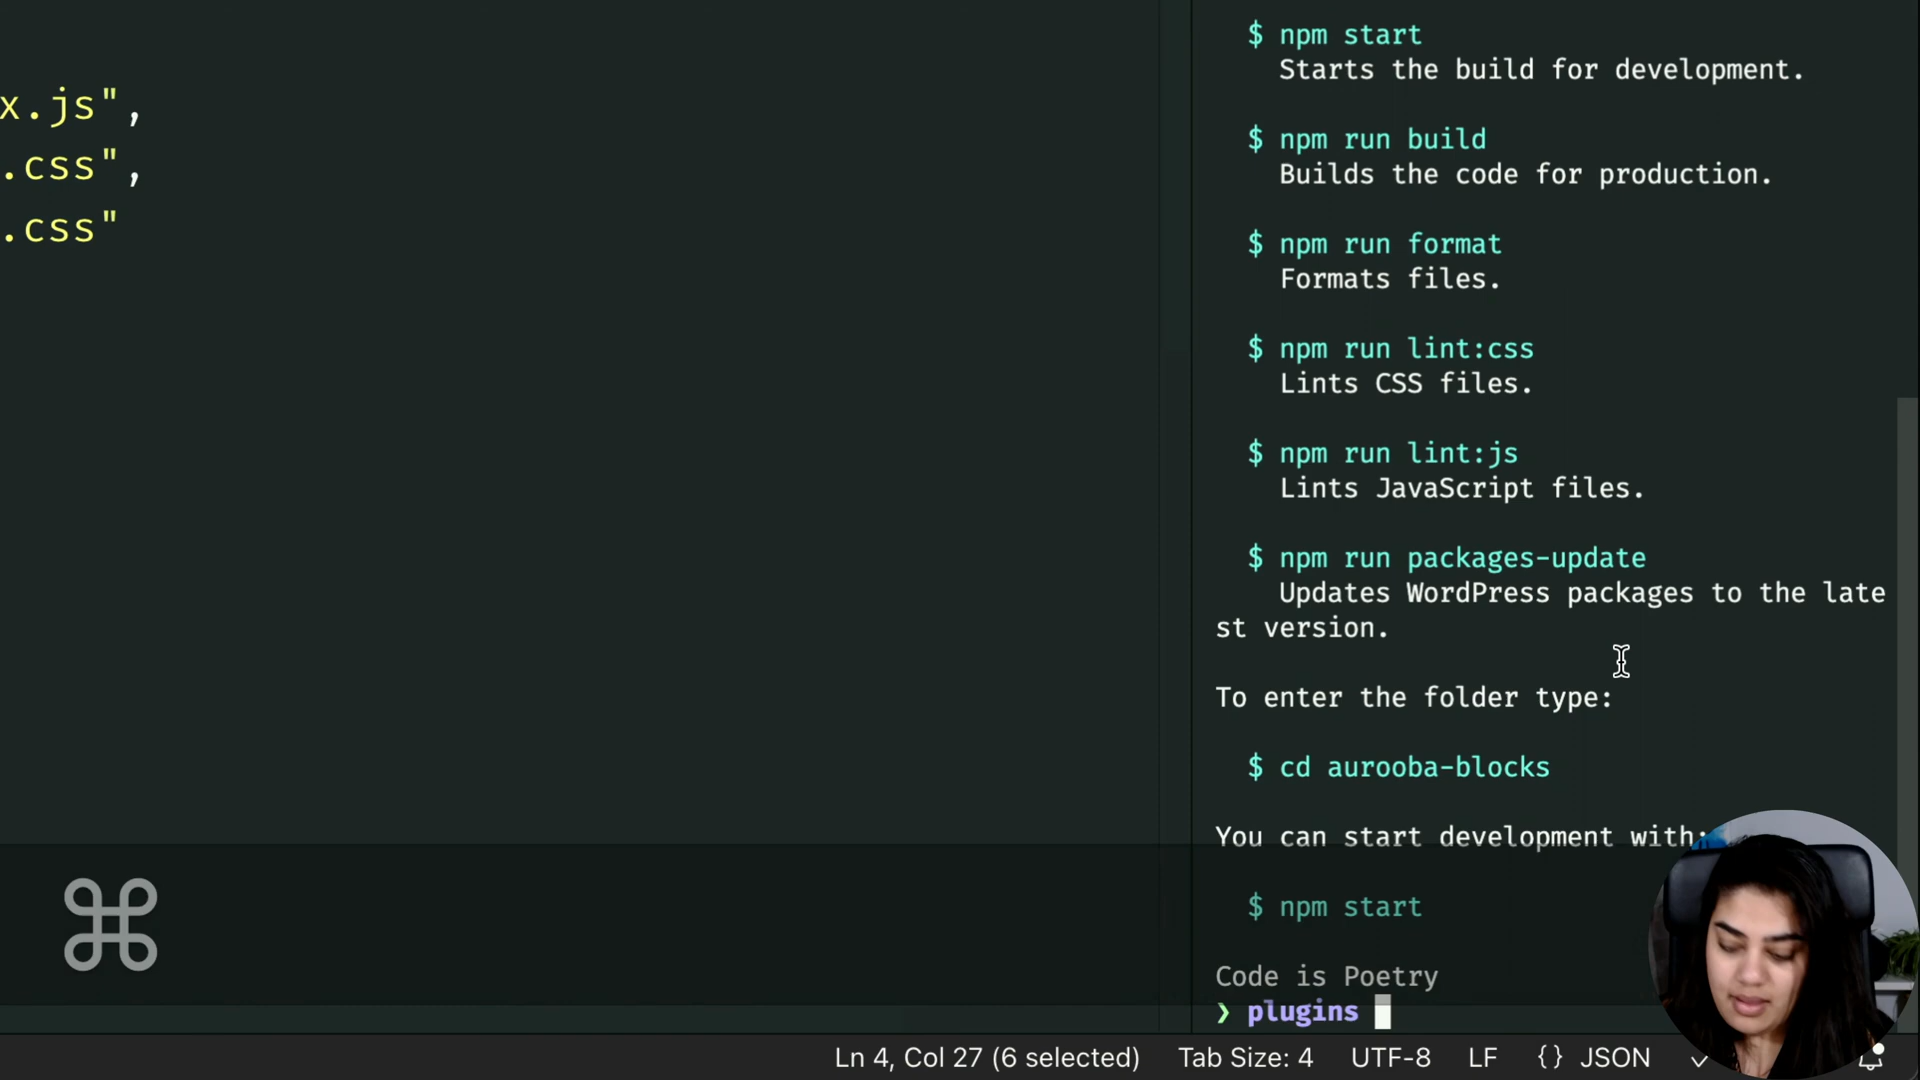 x.js",
.css",
.css"
$ npm start
Starts the build for development.
$ npm run build
Builds the code for production.
$ npm run format
Formats files.
$ npm run lint:css
Lints CSS files.
$ npm run lint:js
Lints JavaScript files.
$ npm run packages-update
Updates WordPress packages to the late
st version.
To enter the folder type:
$ cd aurooba-blocks
You can start development with:
$ npm start
Code is Poetry
❯ plugins
Ln 4, Col 27 (6 selected) Tab Size: 4 UTF-8 LF {} JSON